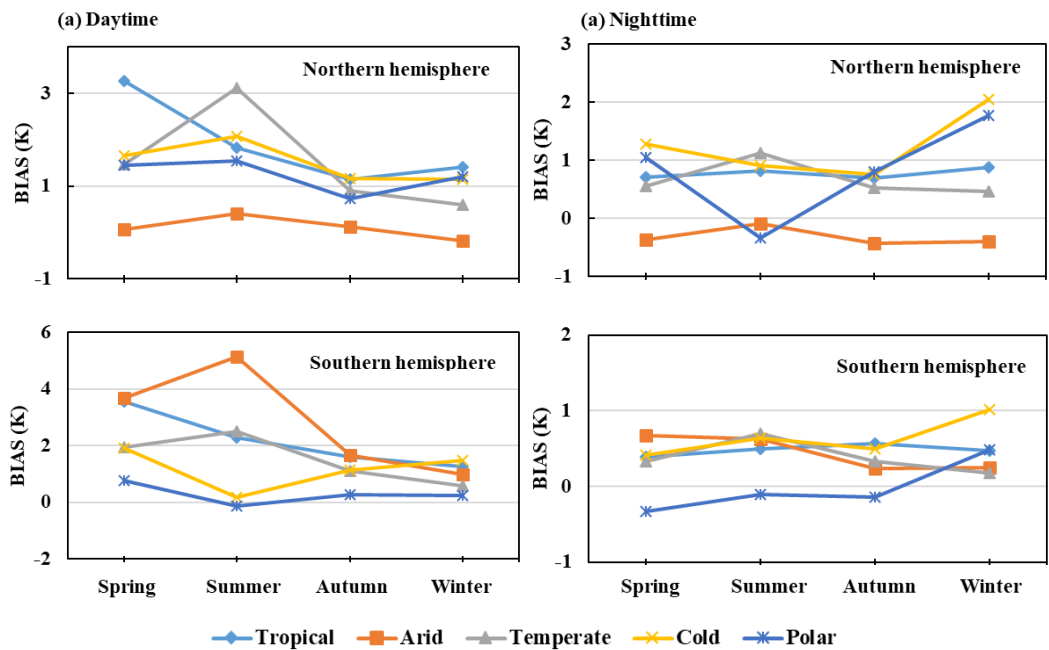 (a) Daytime
(a) Nighttime
Northern hemisphere
BIAS (K)
3
1
-1
Northern hemisphere
BIAS (K)
3
2
1
0
-1
Southern hemisphere
BIAS (K)
6
4
2
0
-2
Spring Summer Autumn Winter
Southern hemisphere
BIAS (K)
2
1
0
-1
Spring Summer Autumn Winter
Tropical Arid Temperate Cold Polar